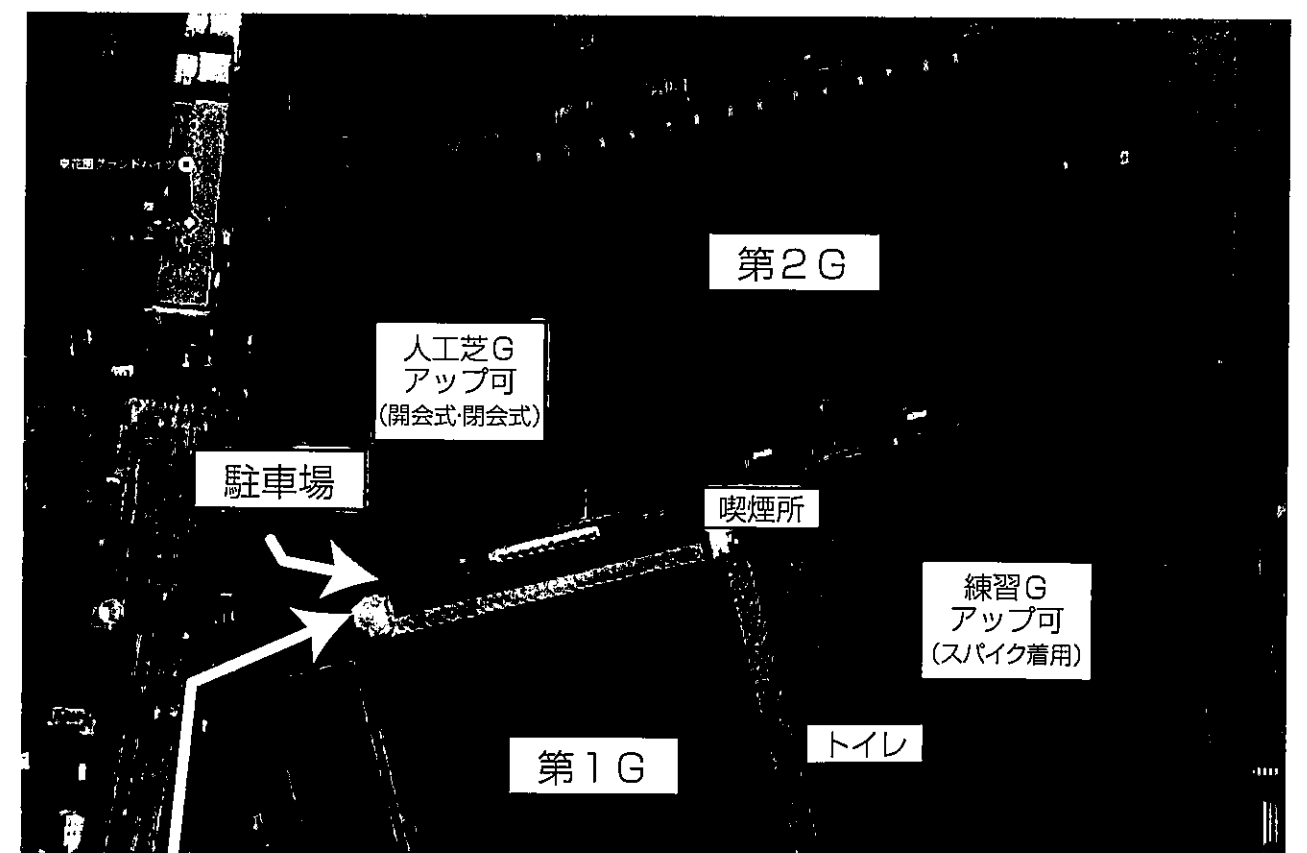 第2G
人工芝G
アップ可
(開会式・閉会式)
駐車場
喫煙所
練習G
アップ可
(スパイク着用)
トイレ
第1G